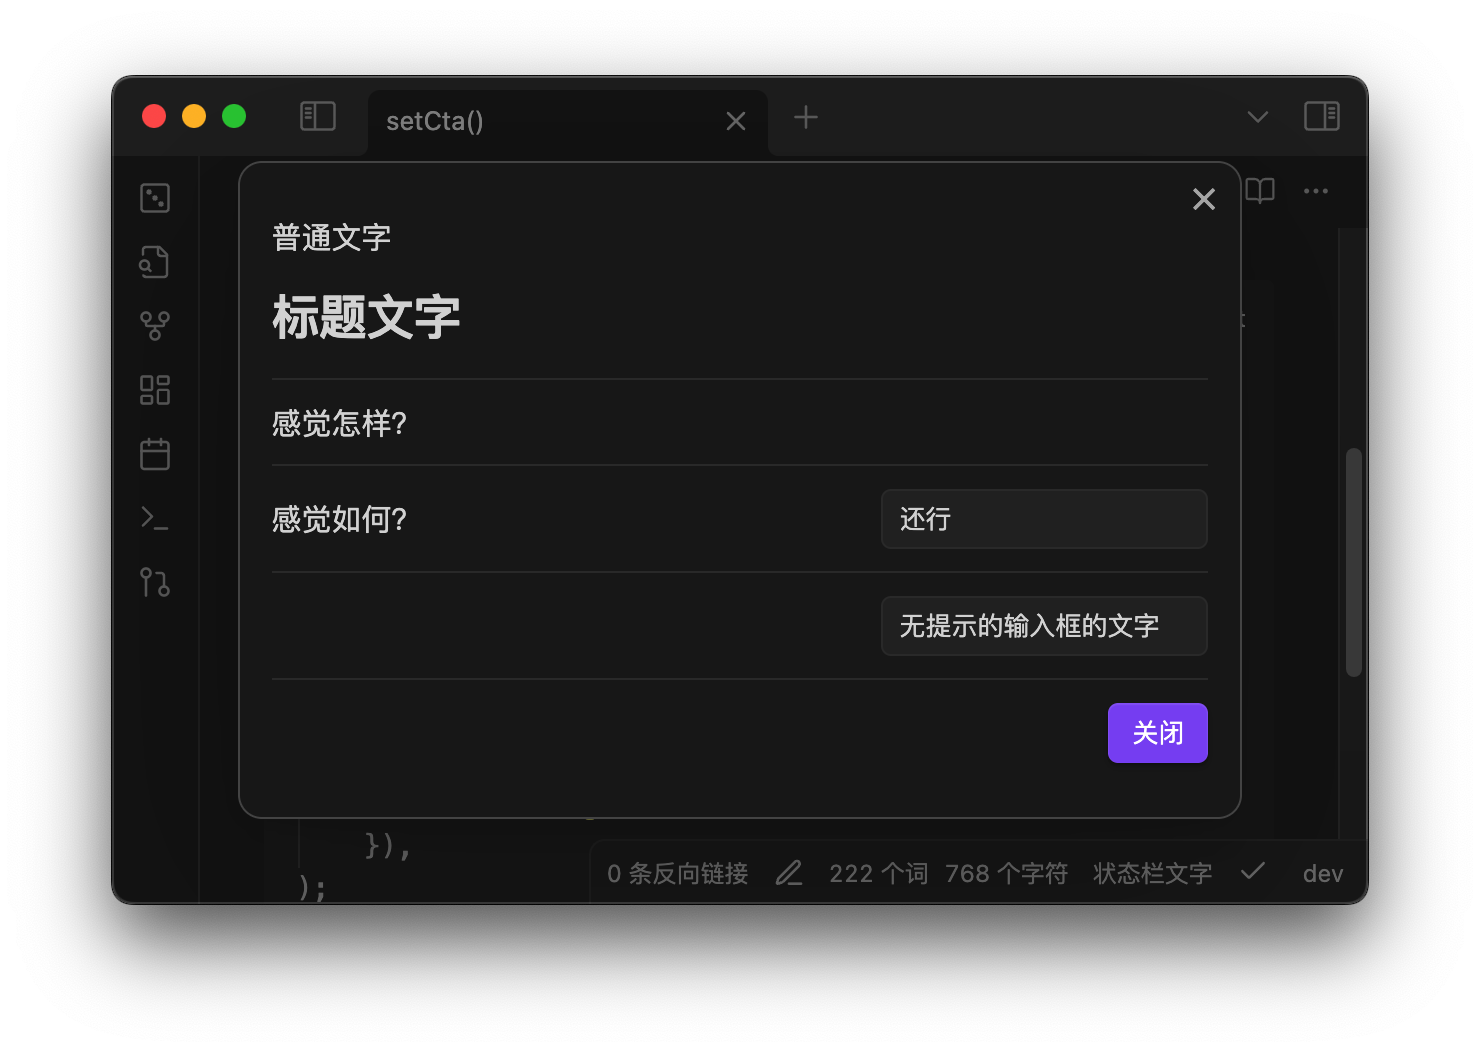 setCta()
普通文字
标题文字
感觉怎样?
感觉如何? 还行
无提示的输入框的文字
关闭
}),
);
0 条反向链接 222 个词 768 个字符 状态栏文字 dev